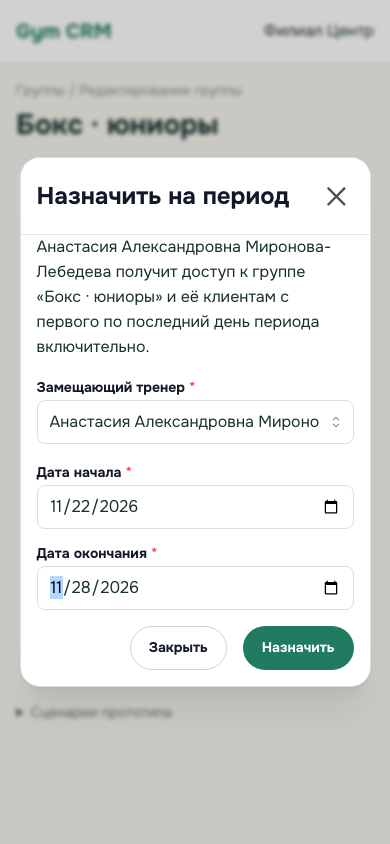 Gym CRM
Филиал Центр
Группы / Редактирование группы
Бокс · юниоры
Назначить на период
Анастасия Александровна Миронова-
Лебедева получит доступ к группе
«Бокс · юниоры» и её клиентам с
первого по последний день периода
включительно.
Замещающий тренер *
Анастасия Александровна Мироно
Дата начала *
11/22/2026
Дата окончания *
11/28/2026
Закрыть
Назначить
Сценарии прототипа